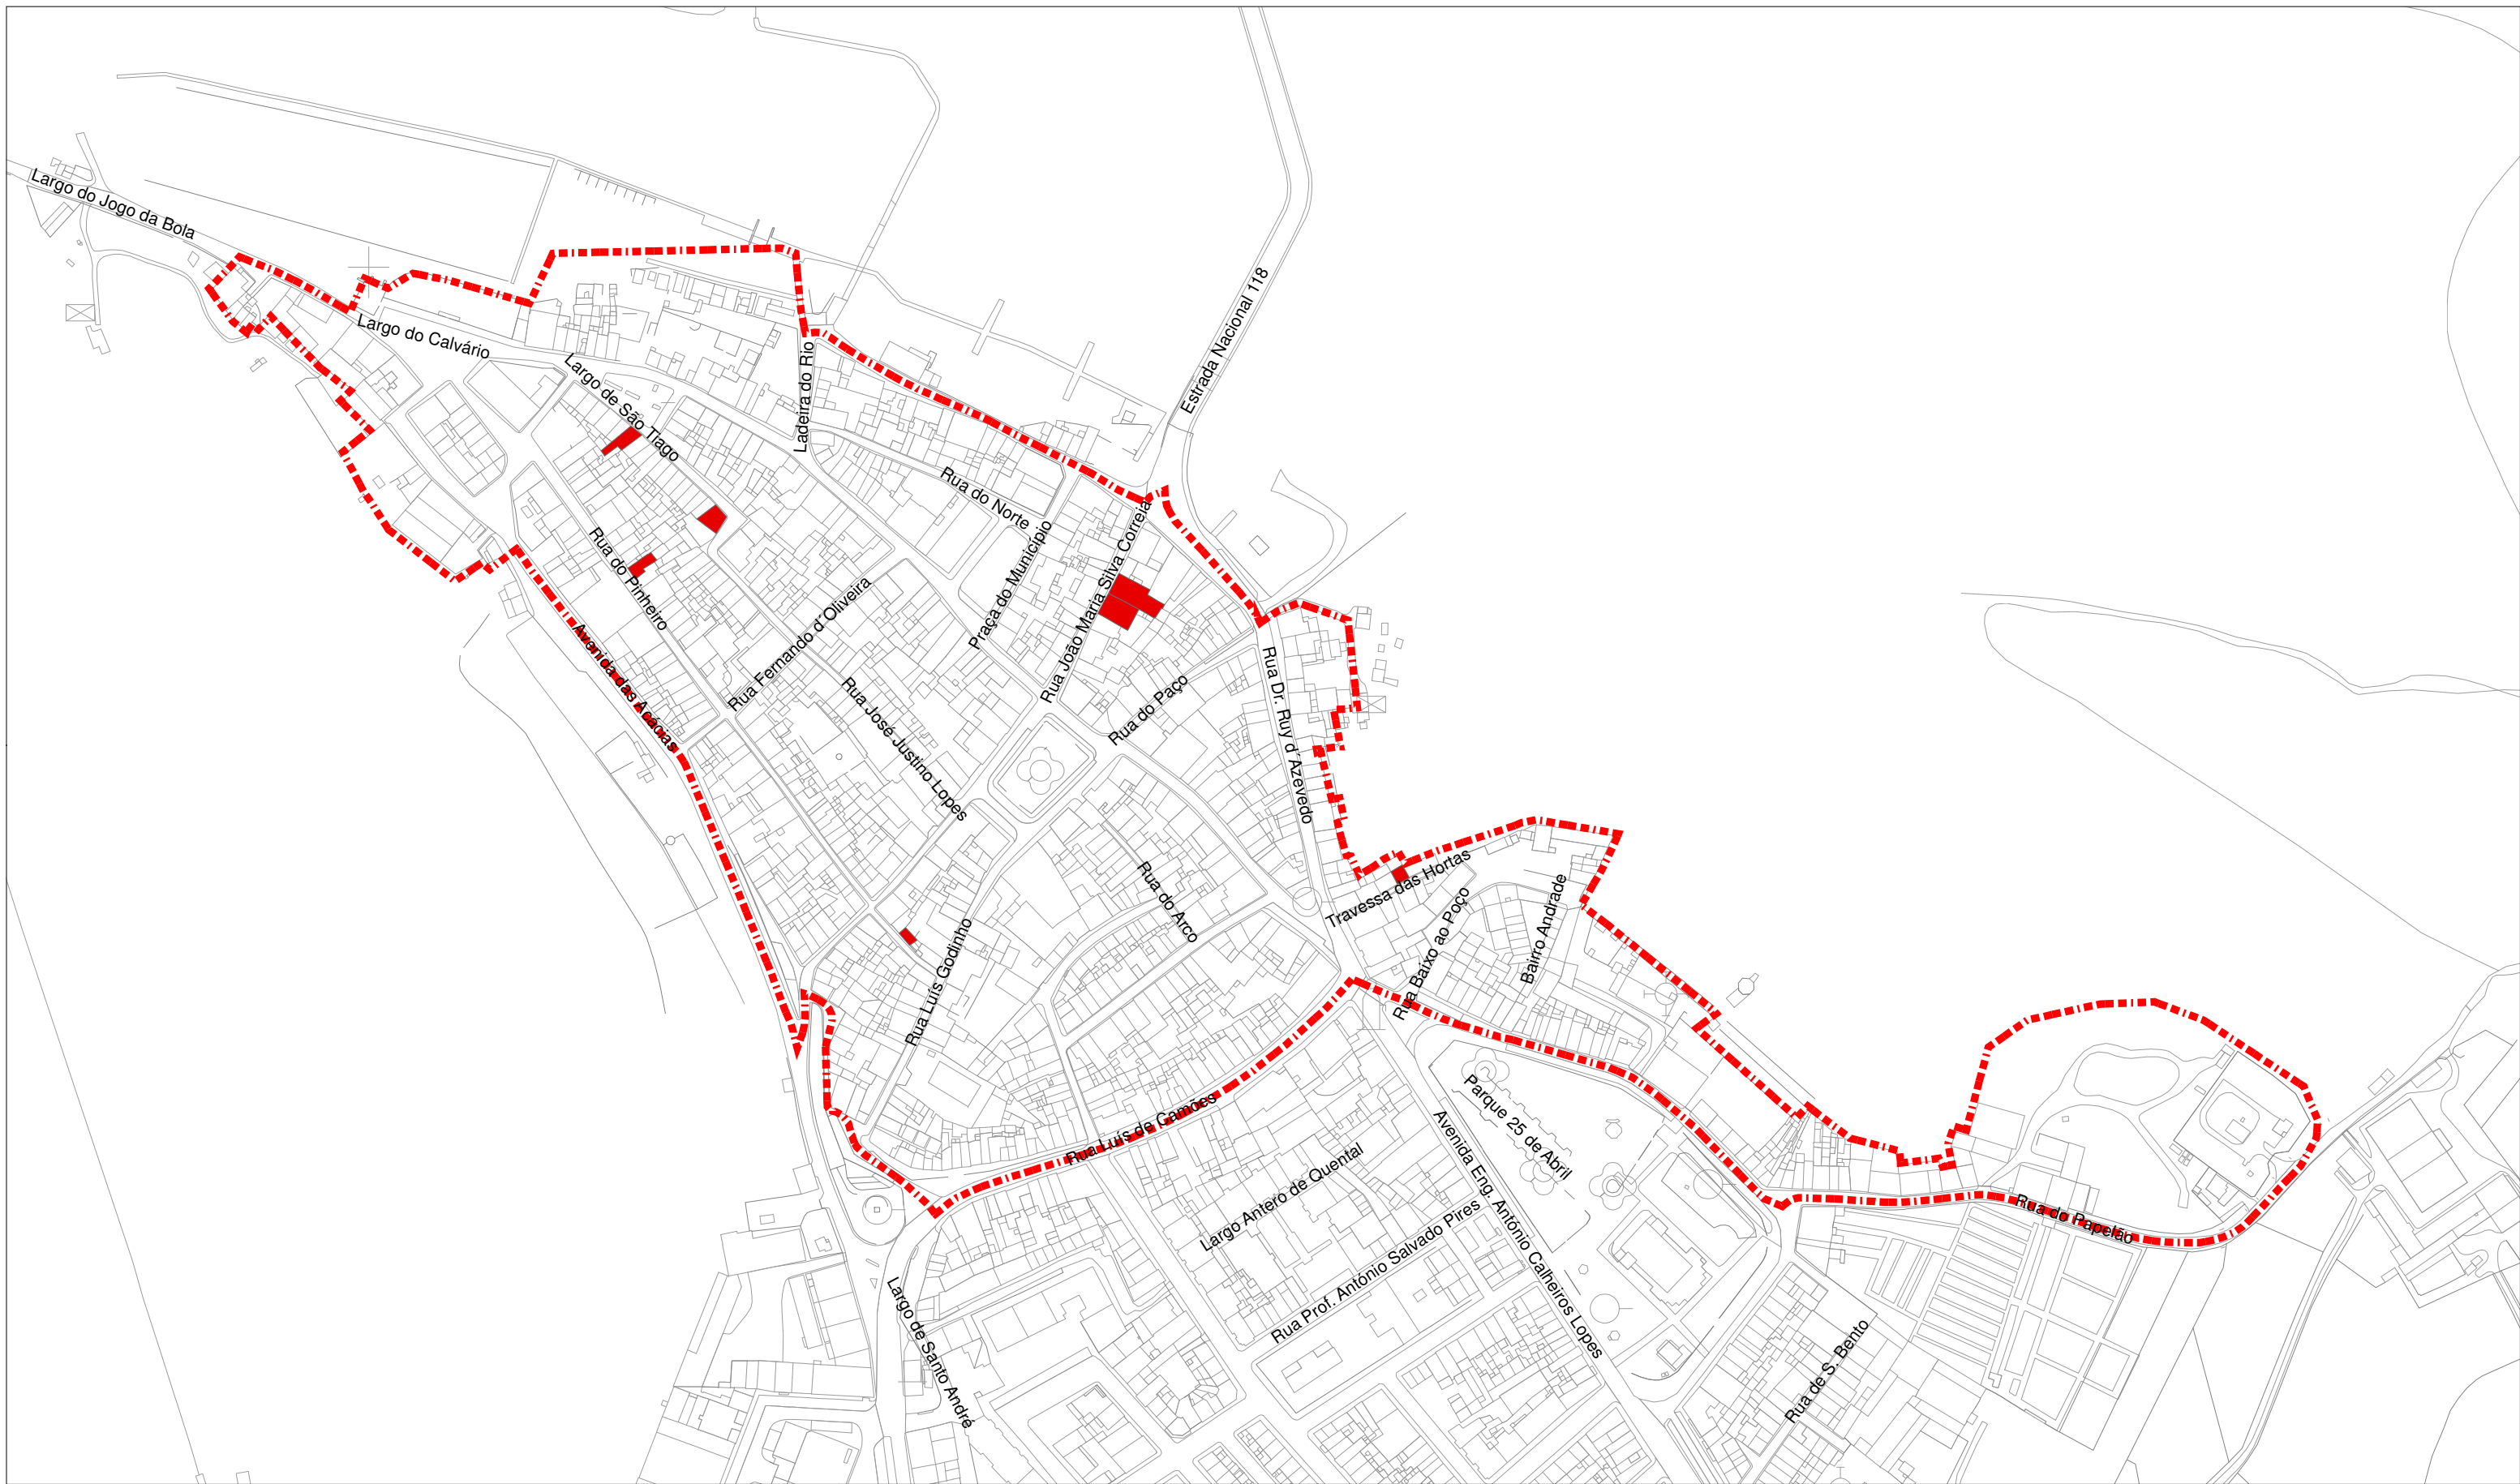 Largo do Jogo da Bola
Largo do Calvário
Largo de São Tiago
Ladeira do Rio
Estrada Nacional 118
Rua do Norte
Praça do Município
Rua João Maria Silva Correia
Rua do Pinheiro
Rua Fernando d´Oliveira
Avenida das Acácias
Rua José Justino Lopes
Rua do Paço
Rua Dr. Ruy d´Azevedo
Rua do Arco
Travessa das Hortas
Rua Luís Godinho
Rua Baixo ao Poço
Bairro Andrade
Rua Luís de Camões
Parque 25 de Abril
Avenida Eng. António Calheiros Lopes
Largo Antero de Quental
Rua Prof. António Salvado Pires
Rua do Papelão
Largo de Santo André
Rua de S. Bento